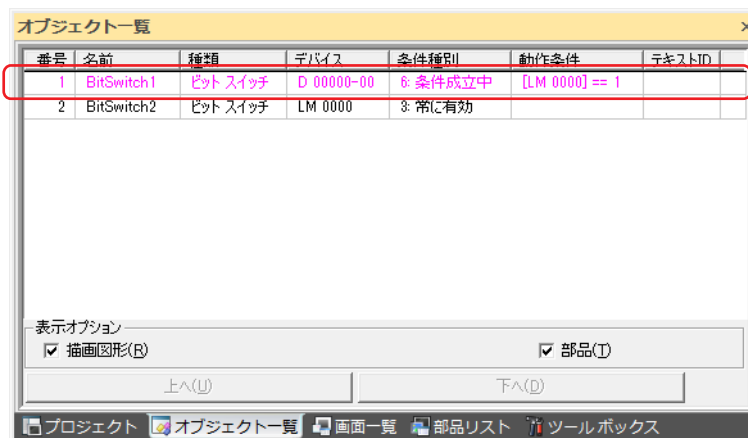 オブジェクト一覧
番号 名前 種類 デバイス 条件種別 動作条件 テキストID
1 BitSwitch1 ビット スイッチ D 00000-00 6: 条件成立中 [LM 0000] == 1
2 BitSwitch2 ビット スイッチ LM 0000 3: 常に有効
表示オプション
描画図形(R) 部品(T)
上へ(U) 下へ(D)
プロジェクト オブジェクト一覧 画面一覧 部品リスト ツール ボックス